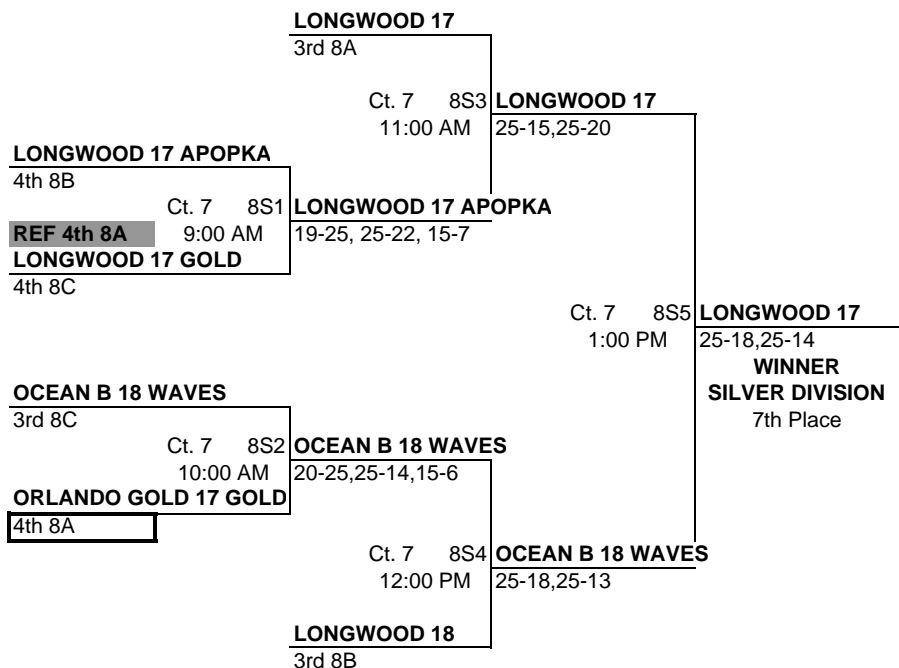 LONGWOOD 17
3rd 8A
Ct. 7 8S3 LONGWOOD 17
11:00 AM 25-15,25-20
LONGWOOD 17 APOPKA
4th 8B
Ct. 7 8S1 LONGWOOD 17 APOPKA
REF 4th 8A 9:00 AM 19-25, 25-22, 15-7
LONGWOOD 17 GOLD
4th 8C
Ct. 7 8S5 LONGWOOD 17
1:00 PM 25-18,25-14
WINNER
OCEAN B 18 WAVES SILVER DIVISION
3rd 8C 7th Place
Ct. 7 8S2 OCEAN B 18 WAVES
10:00 AM 20-25,25-14,15-6
ORLANDO GOLD 17 GOLD
4th 8A
Ct. 7 8S4 OCEAN B 18 WAVES
12:00 PM 25-18,25-13
LONGWOOD 18
3rd 8B